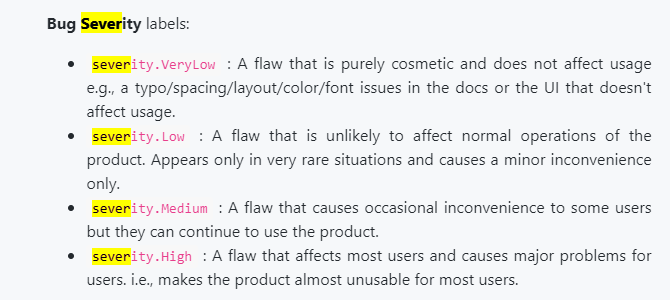 Bug Severity labels:
severity.VeryLow : A flaw that is purely cosmetic and does not affect usage
e.g., a typo/spacing/layout/color/font issues in the docs or the UI that doesn't
affect usage.
severity.Low : A flaw that is unlikely to affect normal operations of the
product. Appears only in very rare situations and causes a minor inconvenience
only.
severity.Medium : A flaw that causes occasional inconvenience to some users
but they can continue to use the product.
severity.High : A flaw that affects most users and causes major problems for
users. i.e., makes the product almost unusable for most users.